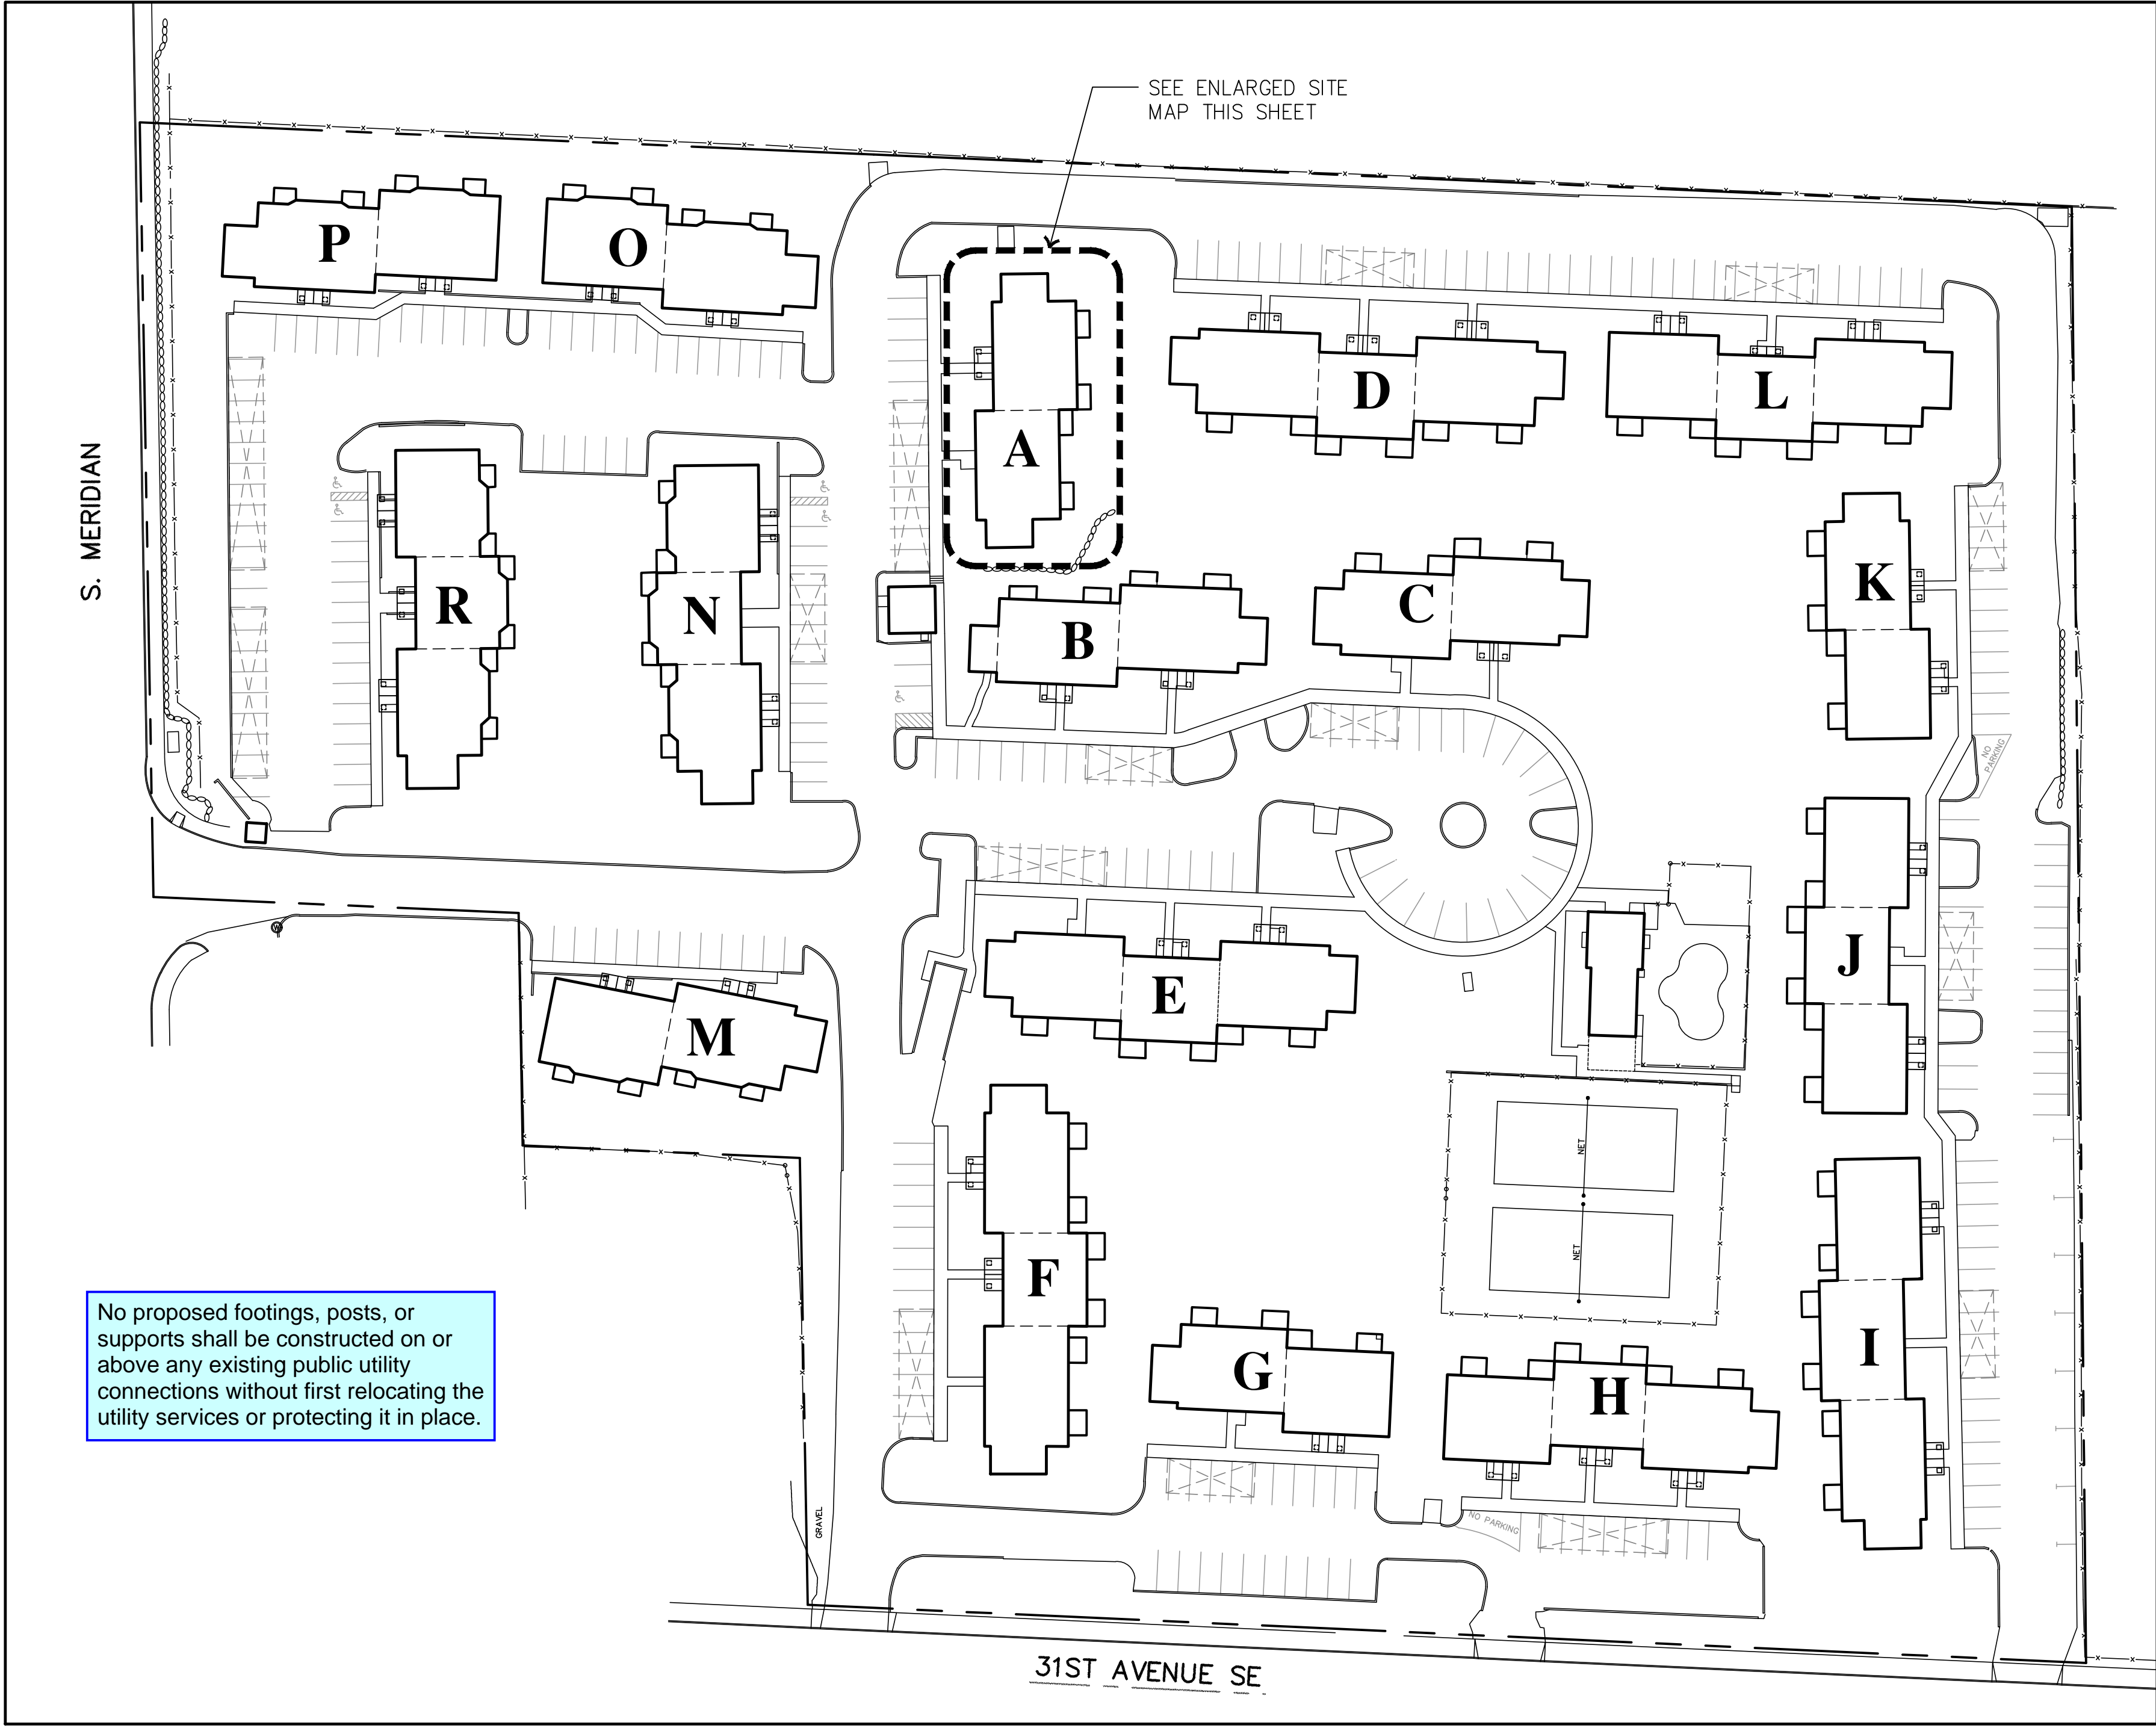 SEE ENLARGED SITE
MAP THIS SHEET
P
O
A
D
L
S. MERIDIAN
R
N
B
C
K
NO
PARKING
E
J
M
NET
NET
F
G
H
I
No proposed footings, posts, or
supports shall be constructed on or
above any existing public utility
connections without first relocating the
utility services or protecting it in place.
GRAVEL
NO PARKING
31ST AVENUE SE